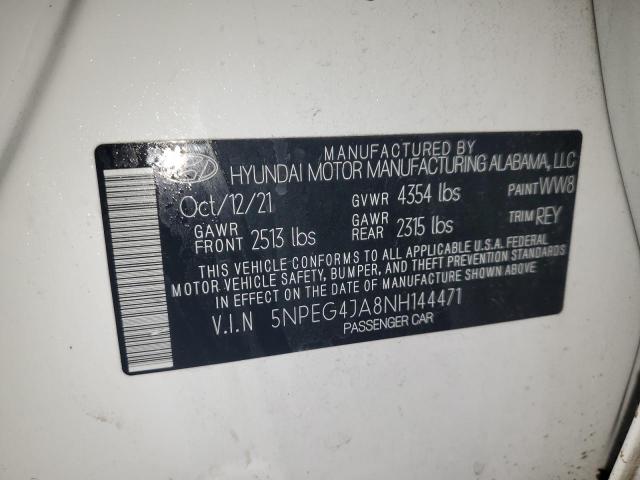 MANUFACTURED BY
HYUNDAI MOTOR MANUFACTURING ALABAMA, LLC
Oct/12/21 GVWR 4354 lbs PAINT WW8
GAWR FRONT 2513 lbs GAWR REAR 2315 lbs TRIM REY
THIS VEHICLE CONFORMS TO ALL APPLICABLE U.S.A. FEDERAL
MOTOR VEHICLE SAFETY, BUMPER, AND THEFT PREVENTION STANDARDS
IN EFFECT ON THE DATE OF MANUFACTURE SHOWN ABOVE.
V.I.N 5NPEG4JA8NH144471
PASSENGER CAR